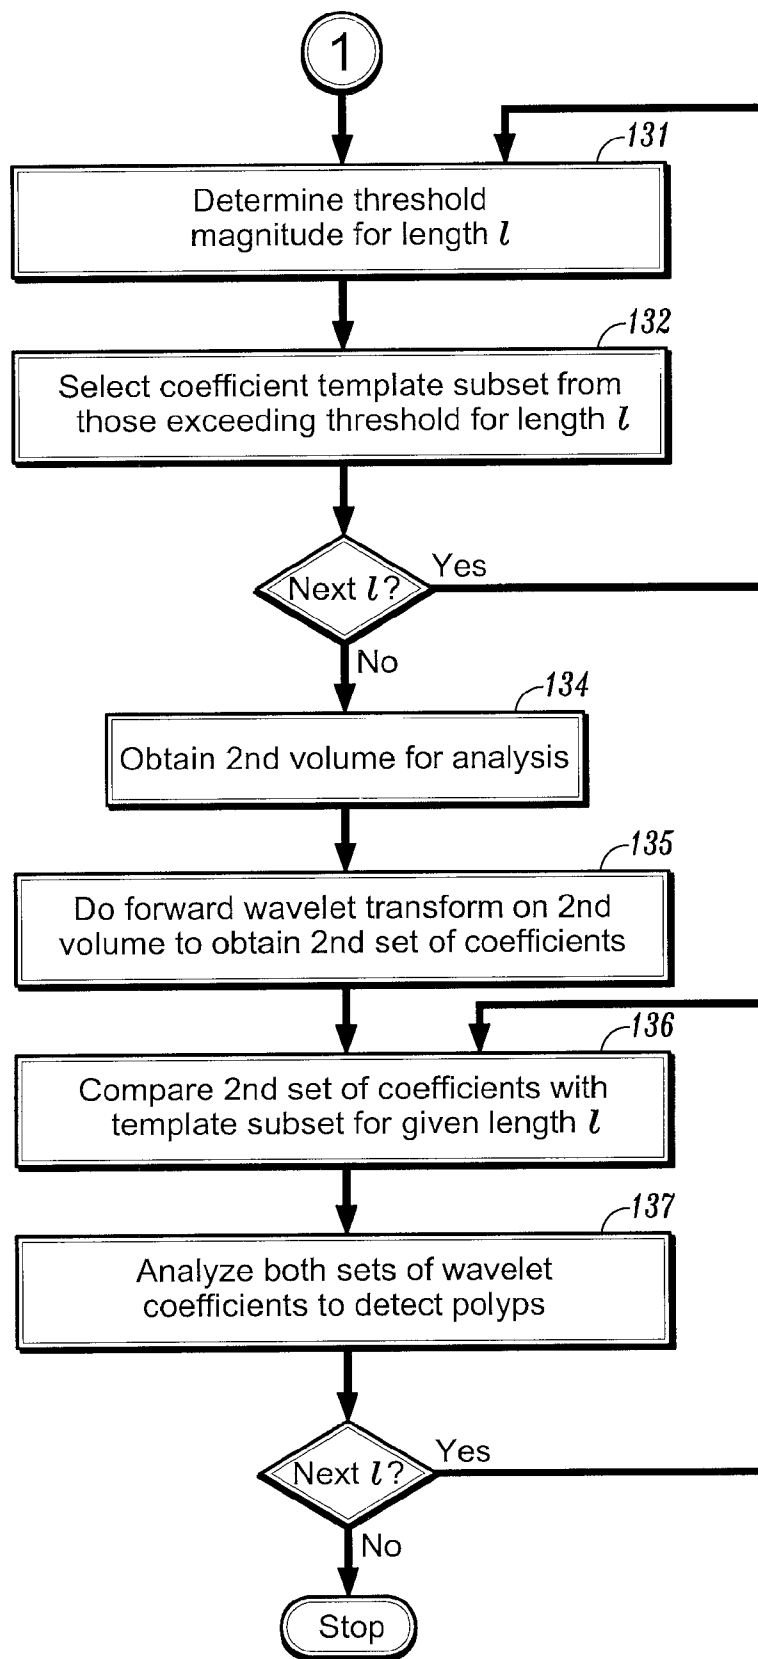 1
131
Determine threshold
magnitude for length l
132
Select coefficient template subset from
those exceeding threshold for length l
Next l?
Yes
No
134
Obtain 2nd volume for analysis
135
Do forward wavelet transform on 2nd
volume to obtain 2nd set of coefficients
136
Compare 2nd set of coefficients with
template subset for given length l
137
Analyze both sets of wavelet
coefficients to detect polyps
Next l?
Yes
No
Stop